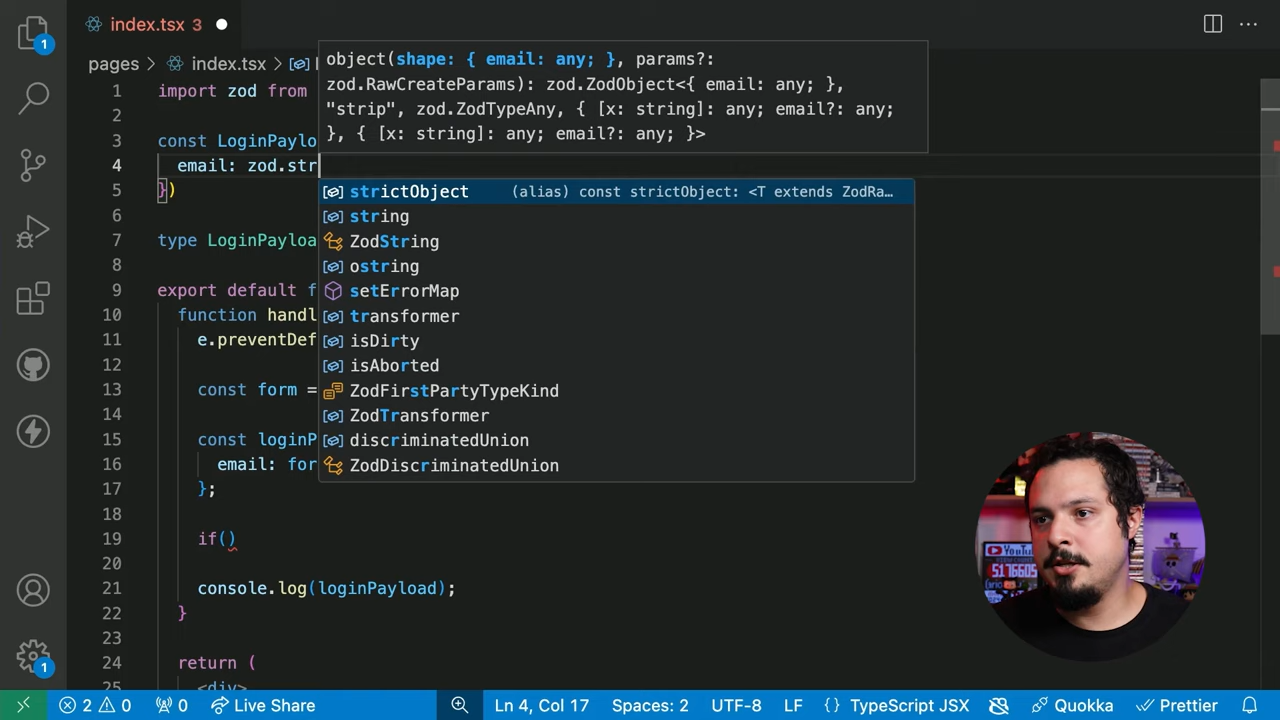 index.tsx 3
pages > index.tsx >
object(shape: { email: any; }, params?:
zod.RawCreateParams): zod.ZodObject<{ email: any; },
"strip", zod.ZodTypeAny, { [x: string]: any; email?: any;
}, { [x: string]: any; email?: any; }>
1 import zod from
2
3 const LoginPaylo
4 email: zod.str
5 })
6
7 type LoginPayloa
8
9 export default f
10 function handl
11 e.preventDef
12
13 const form =
14
15 const loginP
16 email: for
17 };
18
19 if()
20
21 console.log(loginPayload);
22 }
23
24 return (
25 <div>
strictObject (alias) const strictObject: <T extends ZodRa…
string
ZodString
ostring
setErrorMap
transformer
isDirty
isAborted
ZodFirstPartyTypeKind
ZodTransformer
discriminatedUnion
ZodDiscriminatedUnion
1
1
YouTu
5176605
2 0 0 Live Share Ln 4, Col 17 Spaces: 2 UTF-8 LF {} TypeScript JSX Quokka Prettier